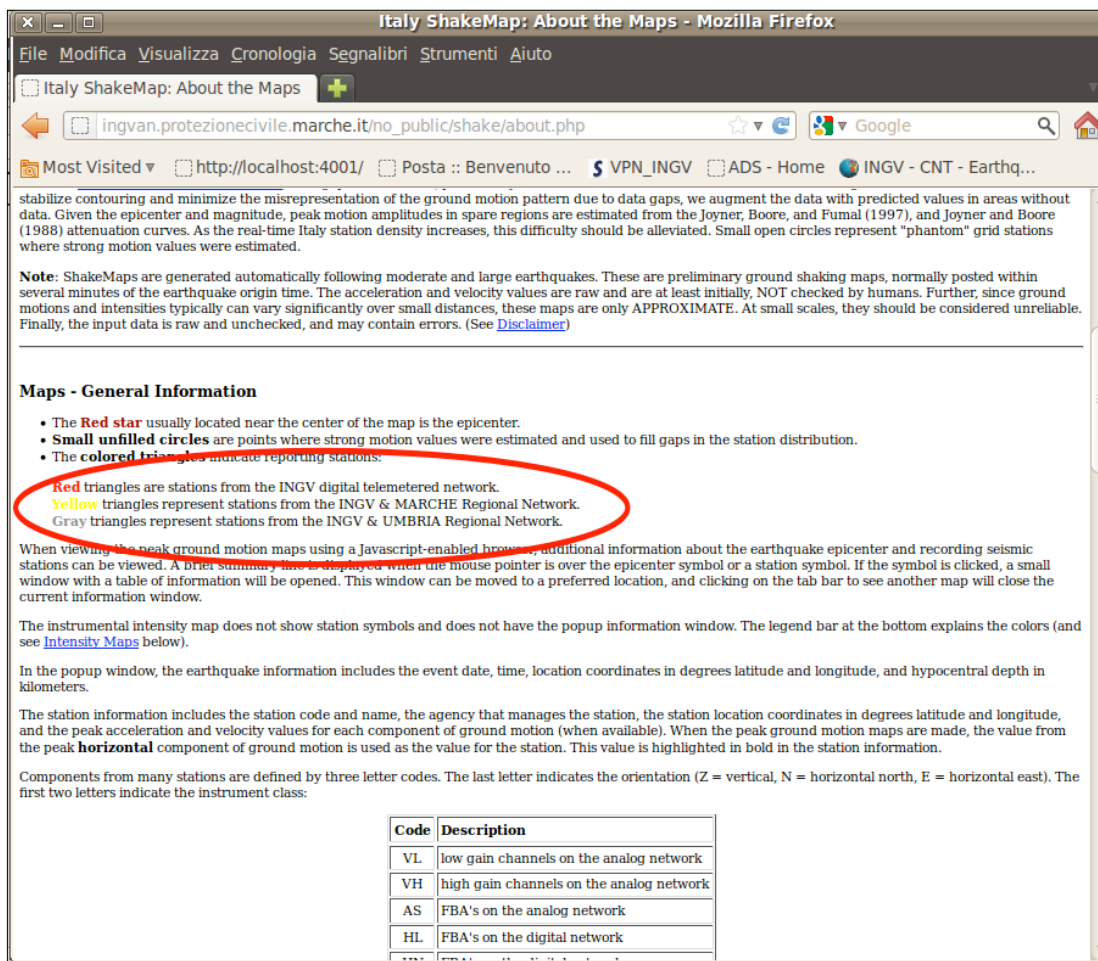 Italy ShakeMap: About the Maps - Mozilla Firefox
File Modifica Visualizza Cronologia Segnalibri Strumenti Aiuto
Italy ShakeMap: About the Maps
ingvan.protezionecivile.marche.it/no_public/shake/about.php
Google
Most Visited http://localhost:4001/ Posta :: Benvenuto ... VPN_INGV ADS - Home INGV - CNT - Earthq...
stabilize contouring and minimize the misrepresentation of the ground motion pattern due to data gaps, we augment the data with predicted values in areas without
data. Given the epicenter and magnitude, peak motion amplitudes in spare regions are estimated from the Joyner, Boore, and Fumal (1997), and Joyner and Boore
(1988) attenuation curves. As the real-time Italy station density increases, this difficulty should be alleviated. Small open circles represent "phantom" grid stations
where strong motion values were estimated.
Note: ShakeMaps are generated automatically following moderate and large earthquakes. These are preliminary ground shaking maps, normally posted within
several minutes of the earthquake origin time. The acceleration and velocity values are raw and are at least initially, NOT checked by humans. Further, since ground
motions and intensities typically can vary significantly over small distances, these maps are only APPROXIMATE. At small scales, they should be considered unreliable.
Finally, the input data is raw and unchecked, and may contain errors. (See Disclaimer)
Maps - General Information
• The Red star usually located near the center of the map is the epicenter.
• Small unfilled circles are points where strong motion values were estimated and used to fill gaps in the station distribution.
• The colored triangles indicate reporting stations:
Red triangles are stations from the INGV digital telemetered network.
Yellow triangles represent stations from the INGV & MARCHE Regional Network.
Gray triangles represent stations from the INGV & UMBRIA Regional Network.
When viewing the peak ground motion maps using a Javascript-enabled browser, additional information about the earthquake epicenter and recording seismic
stations can be viewed. A brief summary line is displayed when the mouse pointer is over the epicenter symbol or a station symbol. If the symbol is clicked, a small
window with a table of information will be opened. This window can be moved to a preferred location, and clicking on the tab bar to see another map will close the
current information window.
The instrumental intensity map does not show station symbols and does not have the popup information window. The legend bar at the bottom explains the colors (and
see Intensity Maps below).
In the popup window, the earthquake information includes the event date, time, location coordinates in degrees latitude and longitude, and hypocentral depth in
kilometers.
The station information includes the station code and name, the agency that manages the station, the station location coordinates in degrees latitude and longitude,
and the peak acceleration and velocity values for each component of ground motion (when available). When the peak ground motion maps are made, the value from
the peak horizontal component of ground motion is used as the value for the station. This value is highlighted in bold in the station information.
Components from many stations are defined by three letter codes. The last letter indicates the orientation (Z = vertical, N = horizontal north, E = horizontal east). The
first two letters indicate the instrument class:
Code Description
VL low gain channels on the analog network
VH high gain channels on the analog network
AS FBA's on the analog network
HL FBA's on the digital network